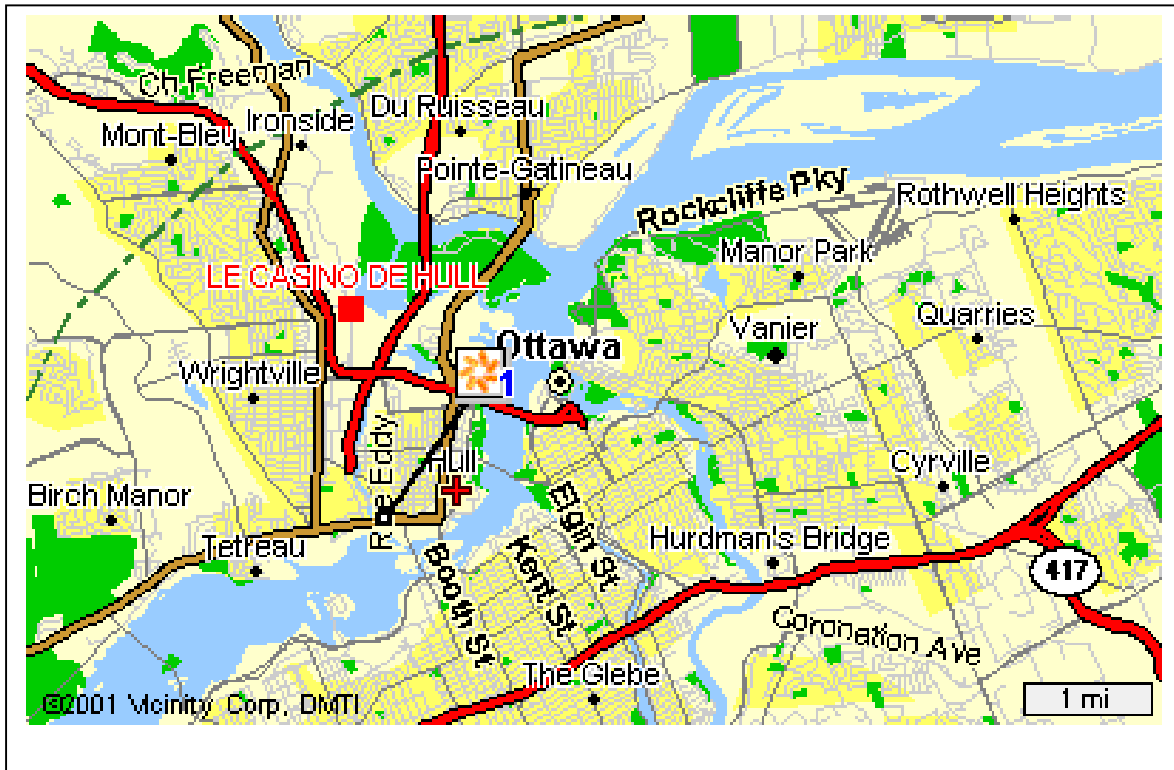 Ch Freeman
Du Ruisseau
Ironside
Mont-Bleu
Pointe-Gatineau
Rockcliffe Pky
Rothwell Heights
Manor Park
LE CASINO DE HULL
Quarries
Vanier
Ottawa
Wrightville
1
Hull
Rue Eddy
Cyrville
Birch Manor
Elgin St
Hurdman's Bridge
Tetreau
Kent St
Booth St
417
Coronation Ave
The Glebe
©2001 Vicinity Corp, DMTI
1 mi